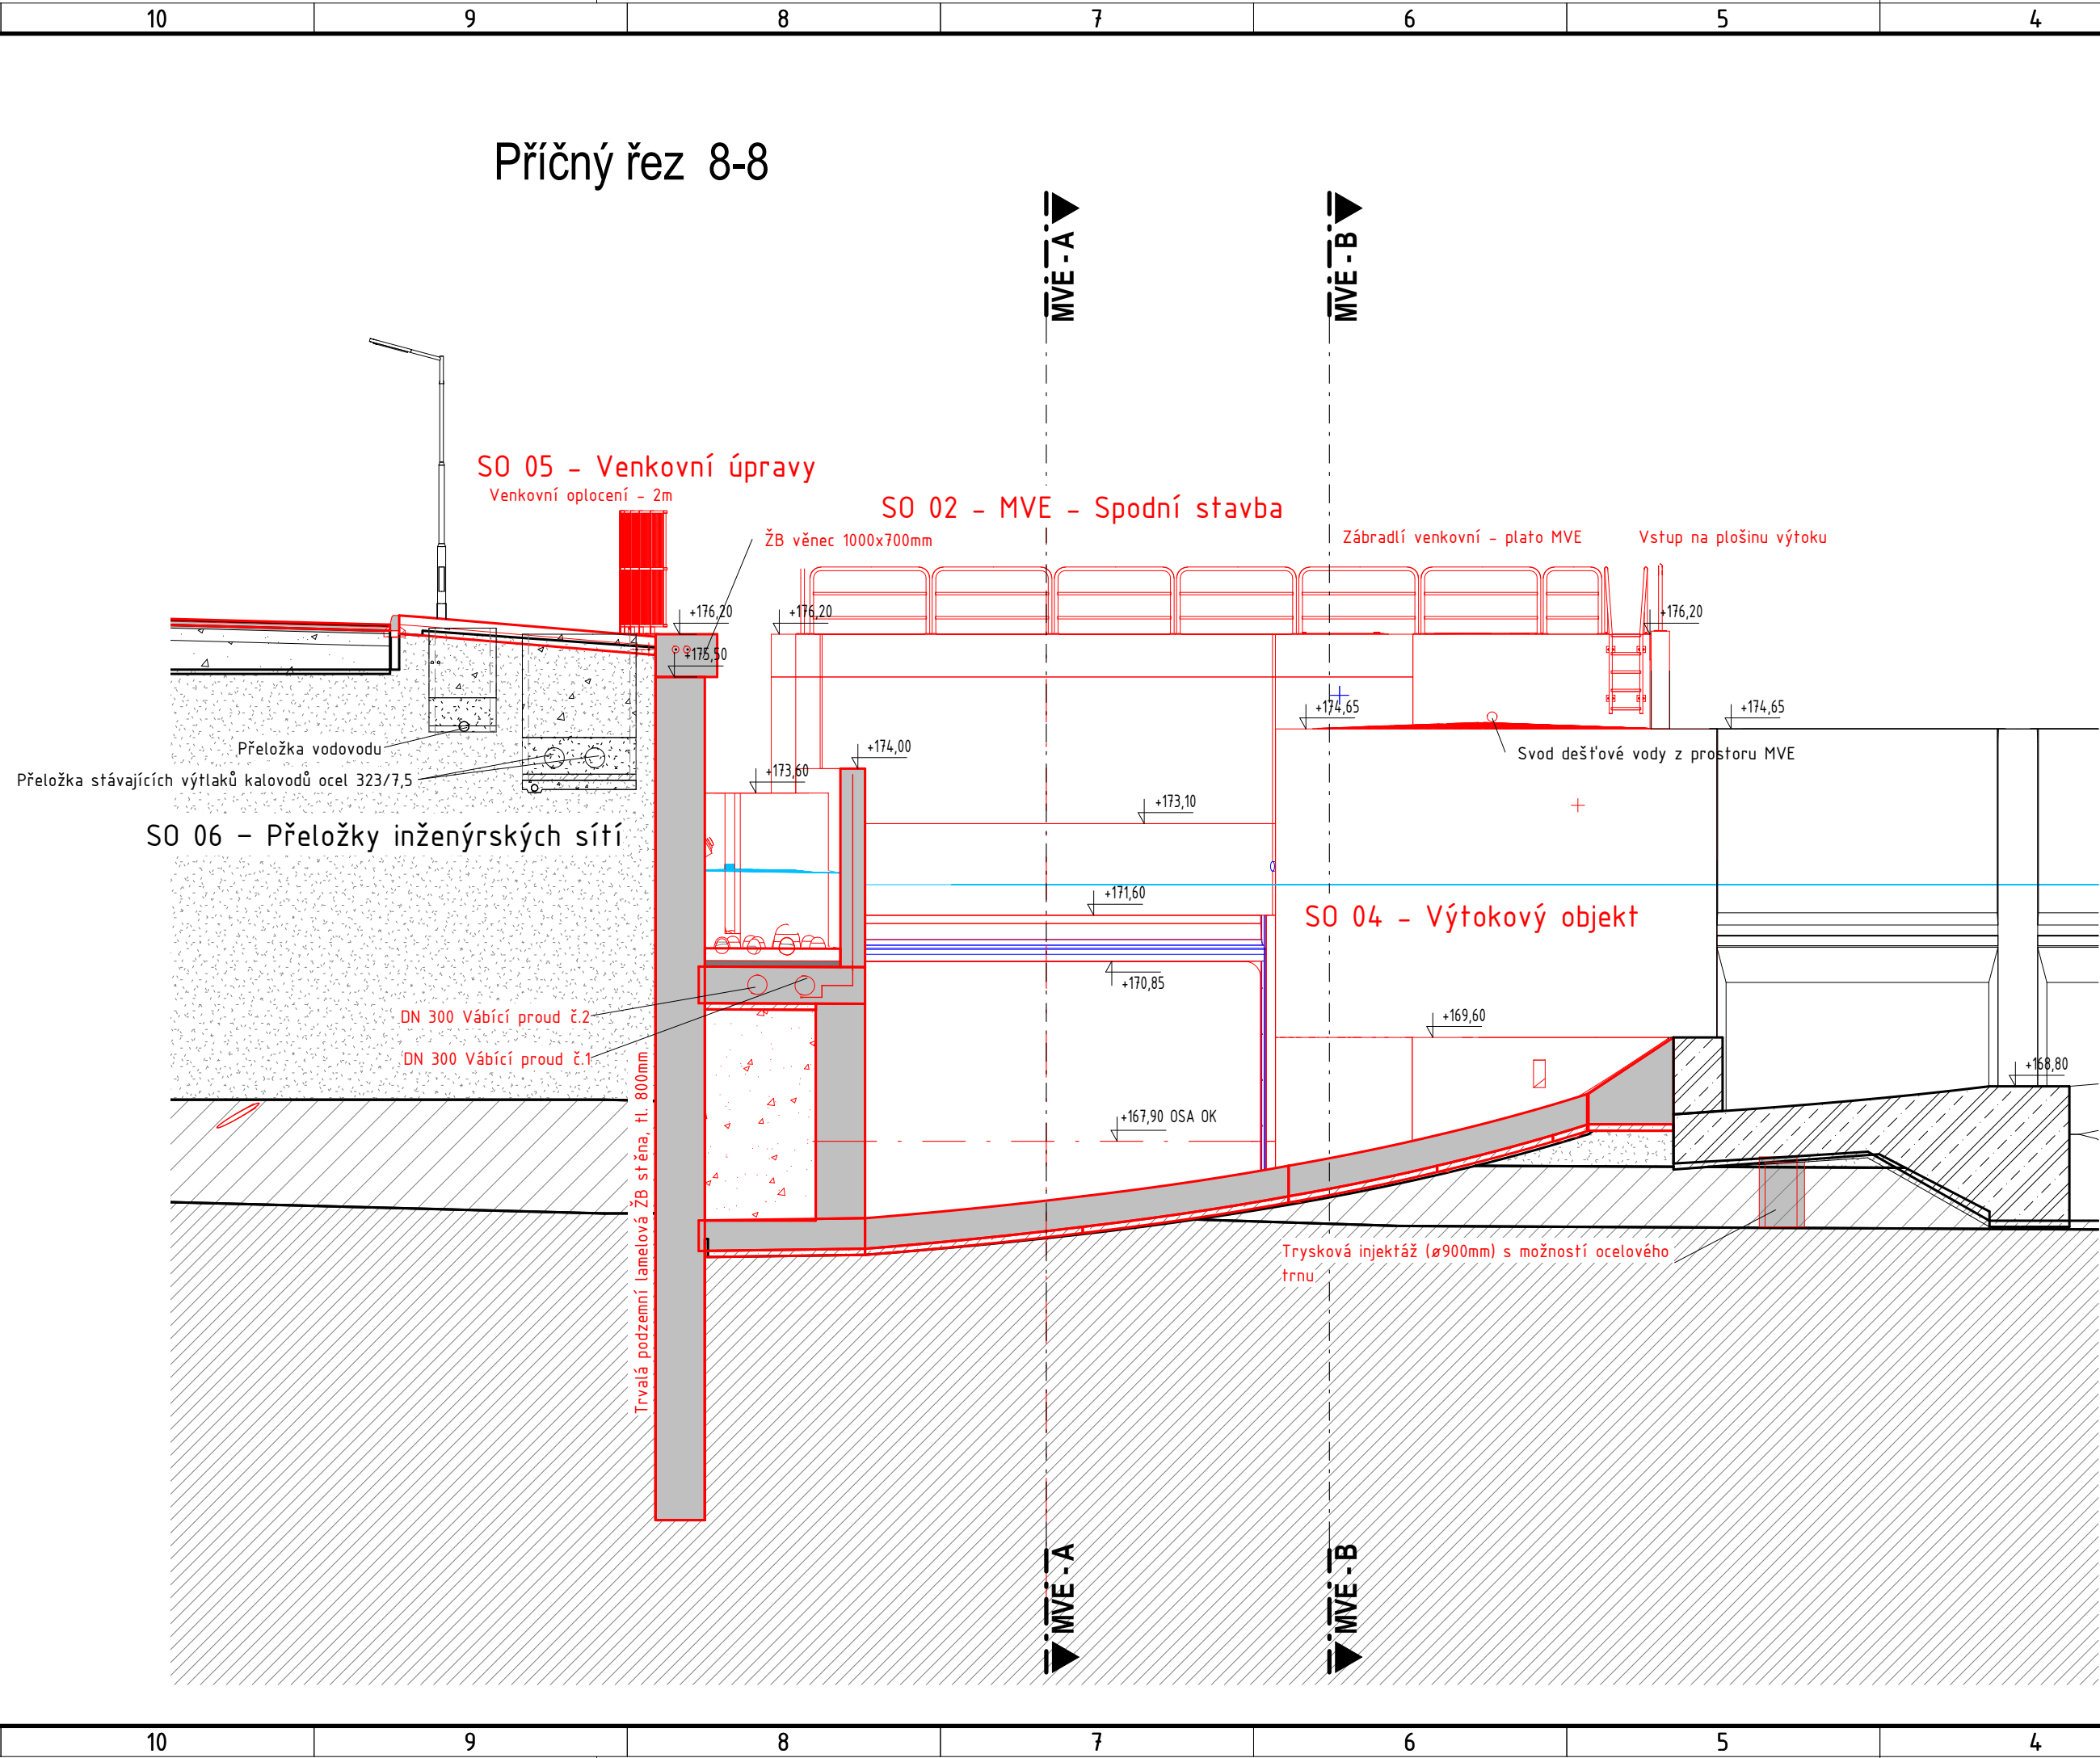 10 9 8 7 6 5 4
Příčný řez 8-8
MVE - A
MVE - B
SO 05 - Venkovní úpravy
Venkovní oplocení - 2m
SO 02 - MVE - Spodní stavba
ŽB věnec 1000x700mm
Zábradlí venkovní - plato MVE
Vstup na plošinu výtoku
+176,20
+176,20
+176,20
+175,50
+174,65
+174,65
+174,00
Přeložka vodovodu
Svod dešťové vody z prostoru MVE
Přeložka stávajících výtlaků kalovodů ocel 323/7,5
+173,60
+173,10
SO 06 – Přeložky inženýrských sítí
+171,60
SO 04 - Výtokový objekt
+170,85
DN 300 Vábící proud č.2
+169,60
DN 300 Vábící proud č.1
+168,80
+167,90 OSA OK
Trvalá podzemní lamelová ŽB stěna, tl. 800mm
Trysková injektáž (ø900mm) s možností ocelového
trnu
MVE - A
MVE - B
10 9 8 7 6 5 4